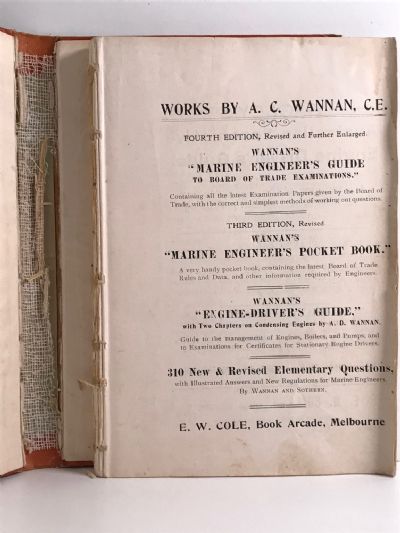 WORKS BY A. C. WANNAN, C.E.
FOURTH EDITION, Revised and Further Enlarged.
WANNAN'S
"MARINE ENGINEER'S GUIDE
TO BOARD OF TRADE EXAMINATIONS."
Containing all the latest Examination Papers given by the Board of
Trade, with the correct and simplest methods of working out questions.
THIRD EDITION, Revised
WANNAN'S
"MARINE ENGINEER'S POCKET BOOK."
A very handy pocket book, containing the latest Board of Trade
Rules and Data, and other information required by Engineers.
WANNAN'S
"ENGINE-DRIVER'S GUIDE,"
with Two Chapters on Condensing Engines by A. D. WANNAN.
Guide to the management of Engines, Boilers, and Pumps, and
to Examinations for Certificates for Stationary Engine Drivers.
310 New & Revised Elementary Questions,
with Illustrated Answers and New Regulations for Marine Engineers.
By WANNAN AND SOTHERN.
E. W. COLE, Book Arcade, Melbourne